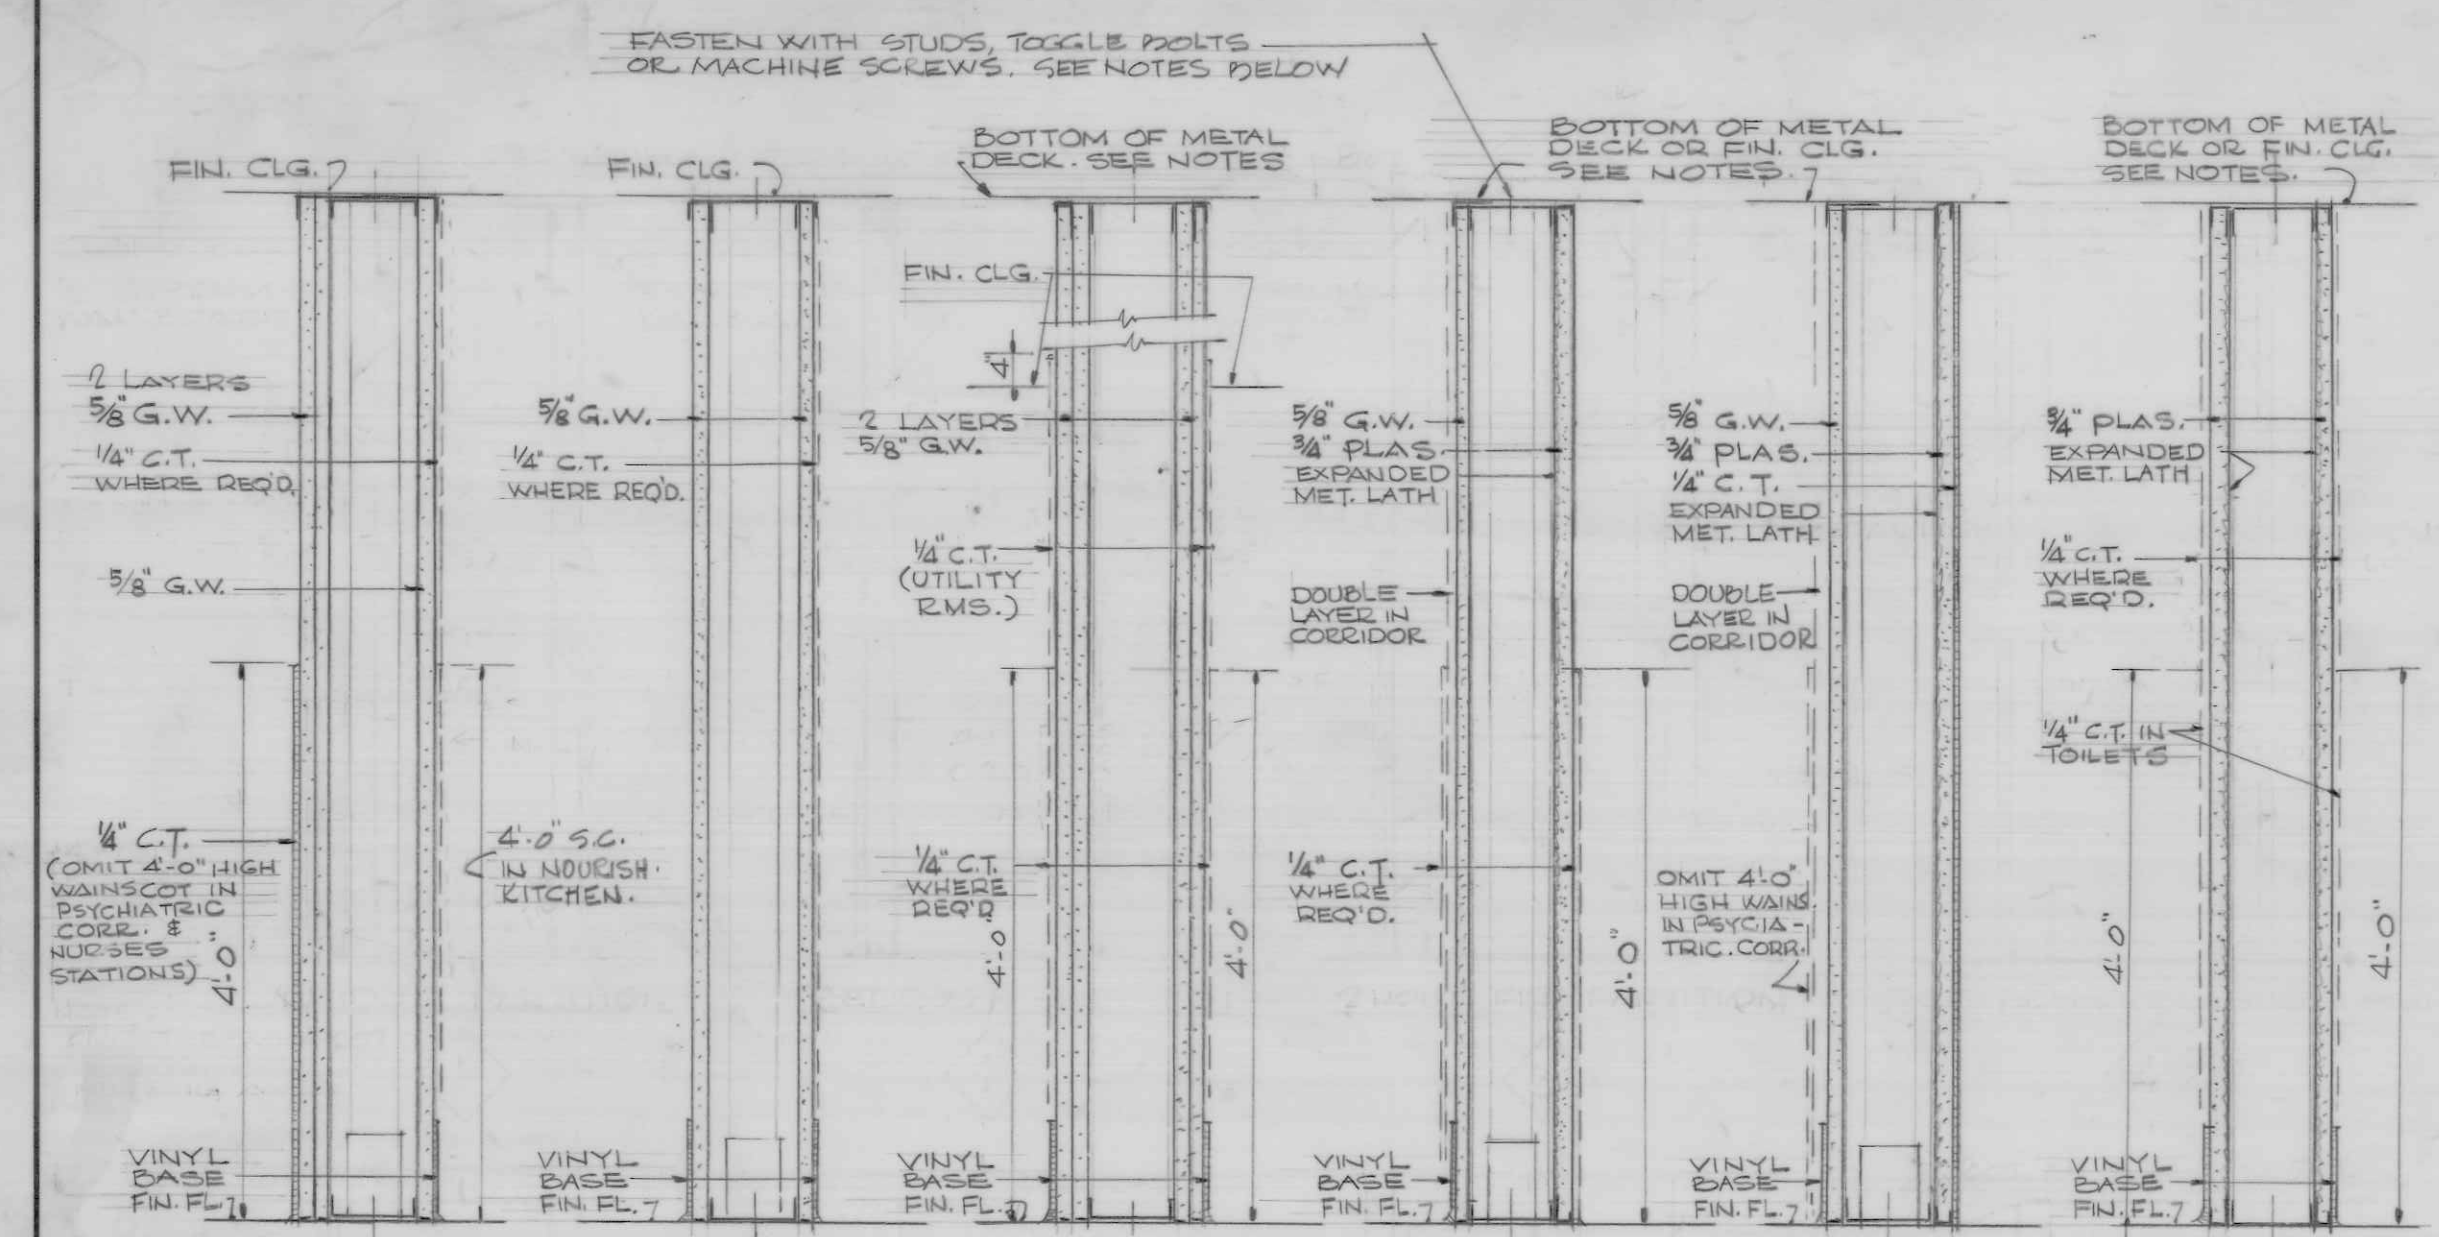 FASTEN WITH STUDS, TOGGLE BOLTS
OR MACHINE SCREWS. SEE NOTES BELOW
FIN. CLG.
2 LAYERS
5/8" G.W.
1/4" C.T.
WHERE REQ'D.
5/8" G.W.
1/4" C.T.
(OMIT 4'-0" HIGH
WAINSCOT IN
PSYCHIATRIC
CORR. &
NURSES
STATIONS)
4'-0"
VINYL
BASE
FIN. FL.
4'-0" S.C.
IN NOURISH.
KITCHEN.
FIN. CLG.
5/8" G.W.
1/4" C.T.
WHERE REQ'D.
VINYL
BASE
FIN. FL.
BOTTOM OF METAL
DECK. SEE NOTES
FIN. CLG.
4"
2 LAYERS
5/8" G.W.
1/4" C.T.
(UTILITY
RMS.)
1/4" C.T.
WHERE
REQ'D
4'-0"
4'-0"
VINYL
BASE
FIN. FL.
BOTTOM OF METAL
DECK OR FIN. CLG.
SEE NOTES.
5/8" G.W.
3/4" PLAS.
EXPANDED
MET. LATH
DOUBLE
LAYER IN
CORRIDOR
1/4" C.T.
WHERE
REQ'D.
4'-0"
VINYL
BASE
FIN. FL.
5/8" G.W.
3/4" PLAS.
1/4" C.T.
EXPANDED
MET. LATH
DOUBLE
LAYER IN
CORRIDOR
OMIT 4'-0"
HIGH WAINS.
IN PSYCIA-
TRIC. CORR.
VINYL
BASE
FIN. FL.
BOTTOM OF METAL
DECK OR FIN. CLG.
SEE NOTES.
3/4" PLAS.
EXPANDED
MET. LATH
1/4" C.T.
WHERE
REQ'D.
1/4" C.T. IN
TOILETS
4'-0"
4'-0"
VINYL
BASE
FIN. FL.